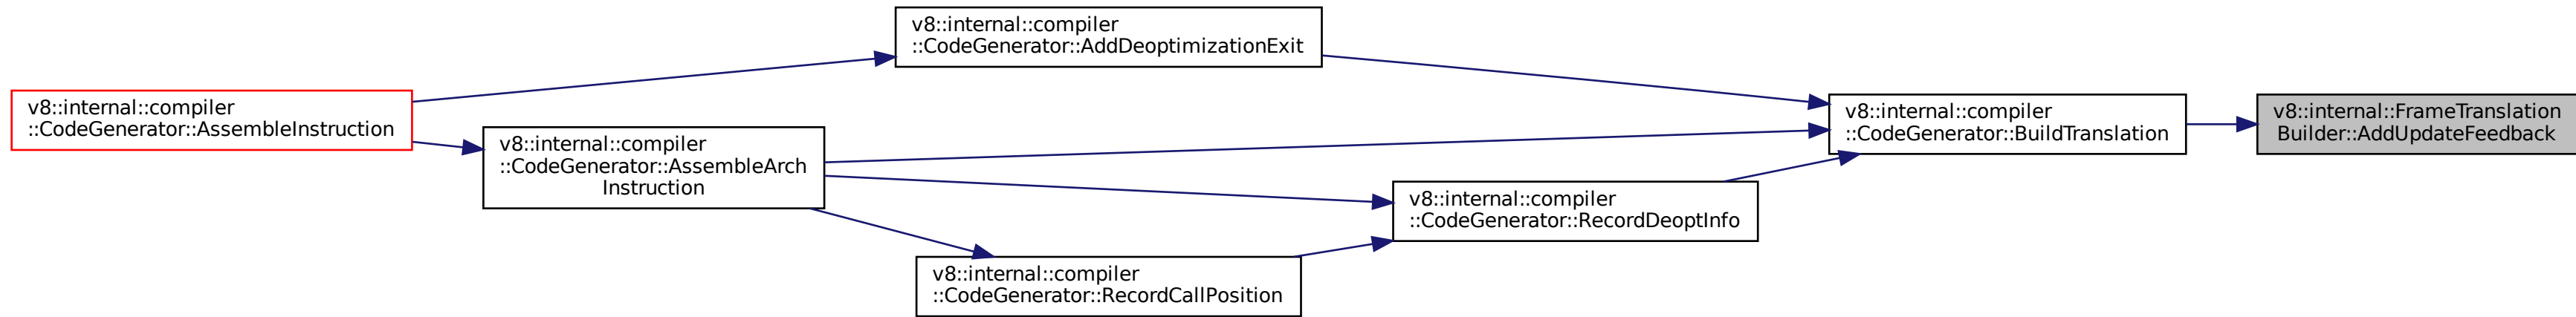 v8::internal::compiler
::CodeGenerator::AddDeoptimizationExit
v8::internal::compiler
::CodeGenerator::AssembleInstruction
v8::internal::compiler
::CodeGenerator::AssembleArch
Instruction
v8::internal::compiler
::CodeGenerator::RecordCallPosition
v8::internal::compiler
::CodeGenerator::RecordDeoptInfo
v8::internal::compiler
::CodeGenerator::BuildTranslation
v8::internal::FrameTranslation
Builder::AddUpdateFeedback